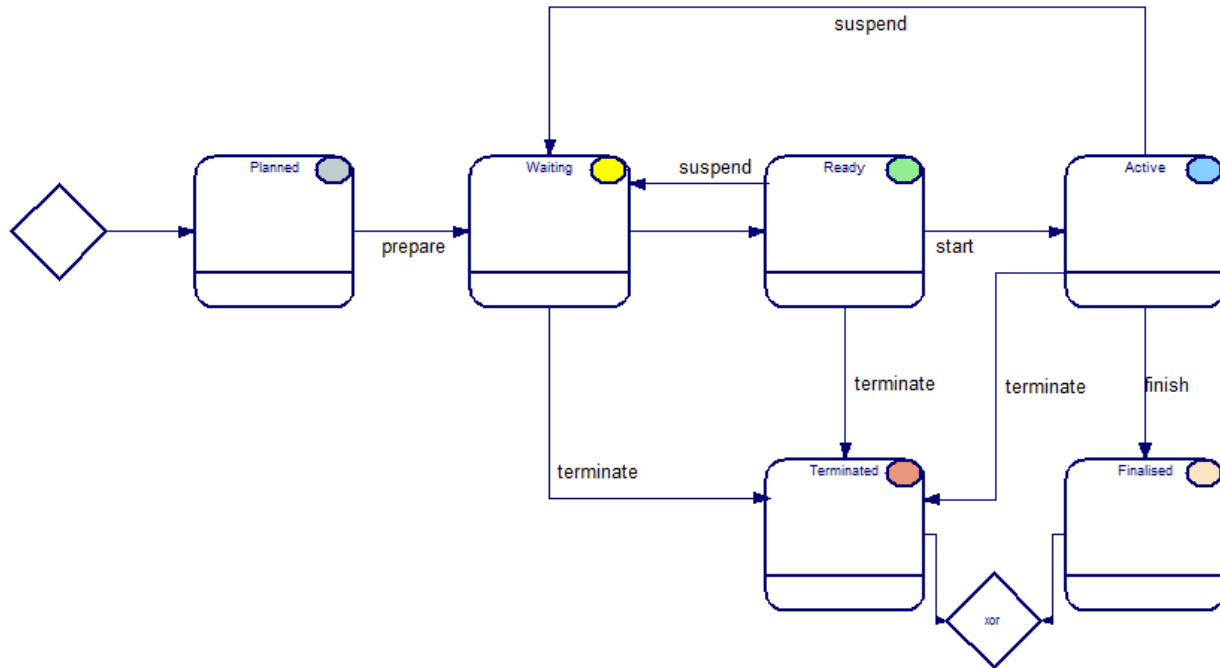 suspend
Planned
Waiting
suspend
Ready
Active
prepare
start
terminate
terminate
finish
terminate
Terminated
Finalised
xor